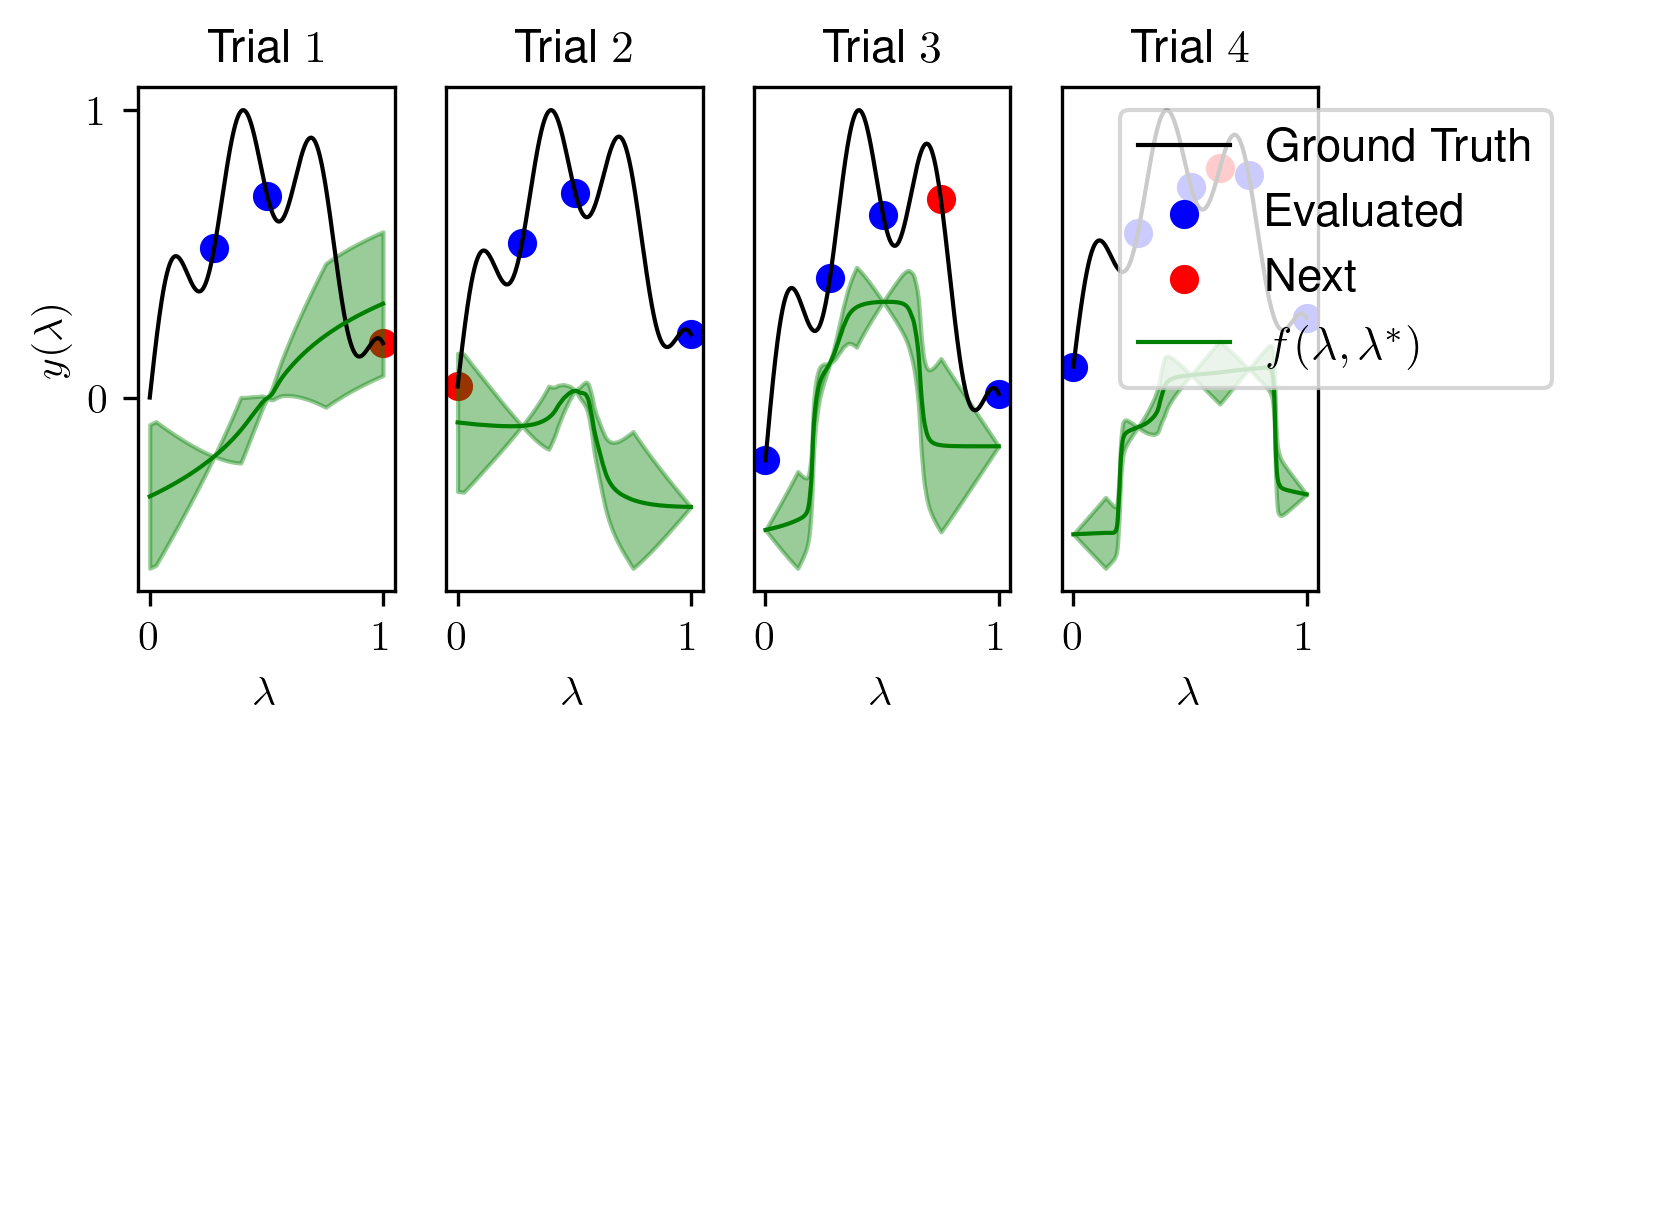 Trial 1 Trial 2 Trial 3 Trial 4
1
0
y(λ)
Ground Truth
Evaluated
Next
f(λ, λ*)
0 1 0 1 0 1 0 1
λ λ λ λ